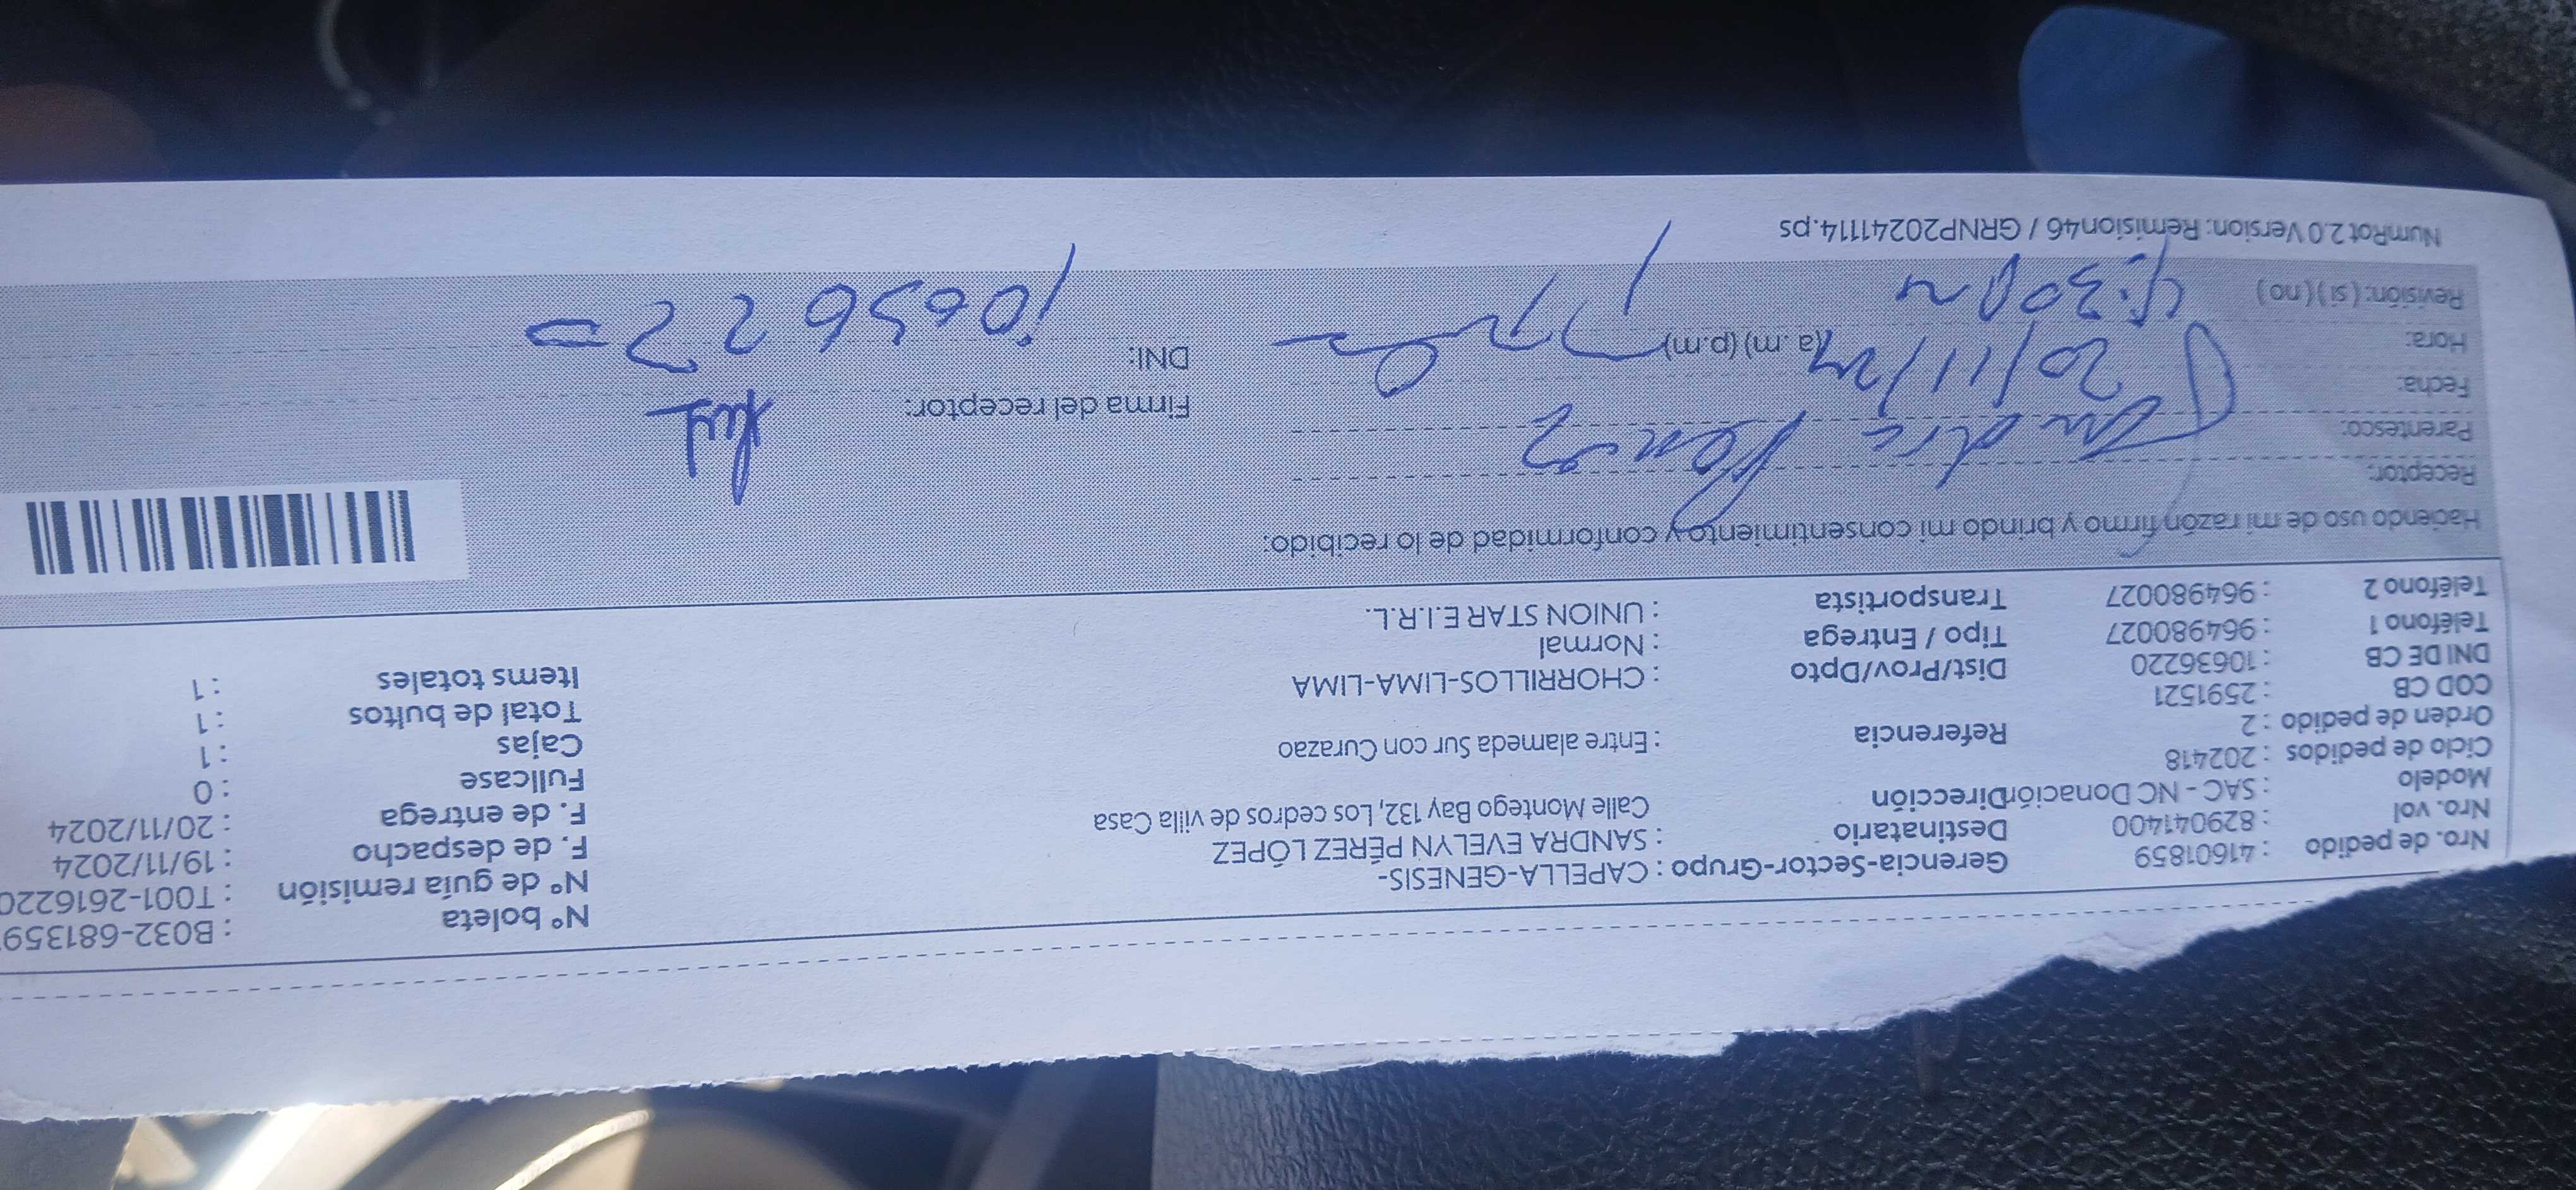 Nº boleta : B032-681359
Nº de guía remisión : T001-2616220
F. de despacho : 19/11/2024
F. de entrega : 20/11/2024
Fullcase : 0
Cajas : 1
Total de bultos : 1
Items totales : 1
Gerencia-Sector-Grupo : CAPELLA-GENESIS-
Destinatario : SANDRA EVELYN PÉREZ LÓPEZ
Dirección Calle Montego Bay 132, Los cedros de villa Casa
Referencia : Entre alameda Sur con Curazao
Dist/Prov/Dpto : CHORRILLOS-LIMA-LIMA
Tipo / Entrega : Normal
Transportista : UNION STAR E.I.R.L.
Nro. de pedido : 41601859
Nro. vol : 829041400
Modelo : SAC - NC Donación
Ciclo de pedidos : 202418
Orden de pedido : 2
COD CB : 2591521
DNI DE CB : 10636220
Teléfono 1 : 964980027
Teléfono 2 : 964980027
Haciendo uso de mi razón firmo y brindo mi consentimiento y conformidad de lo recibido:
Receptor:
Parentesco:
Fecha: 20/11/24
Hora: (a.m) (p.m)
Revisión: (si) (no) 4:30pm
Firma del receptor:
DNI:
NumRot 2.0 Version: Remision46 / GRNP20241114.ps